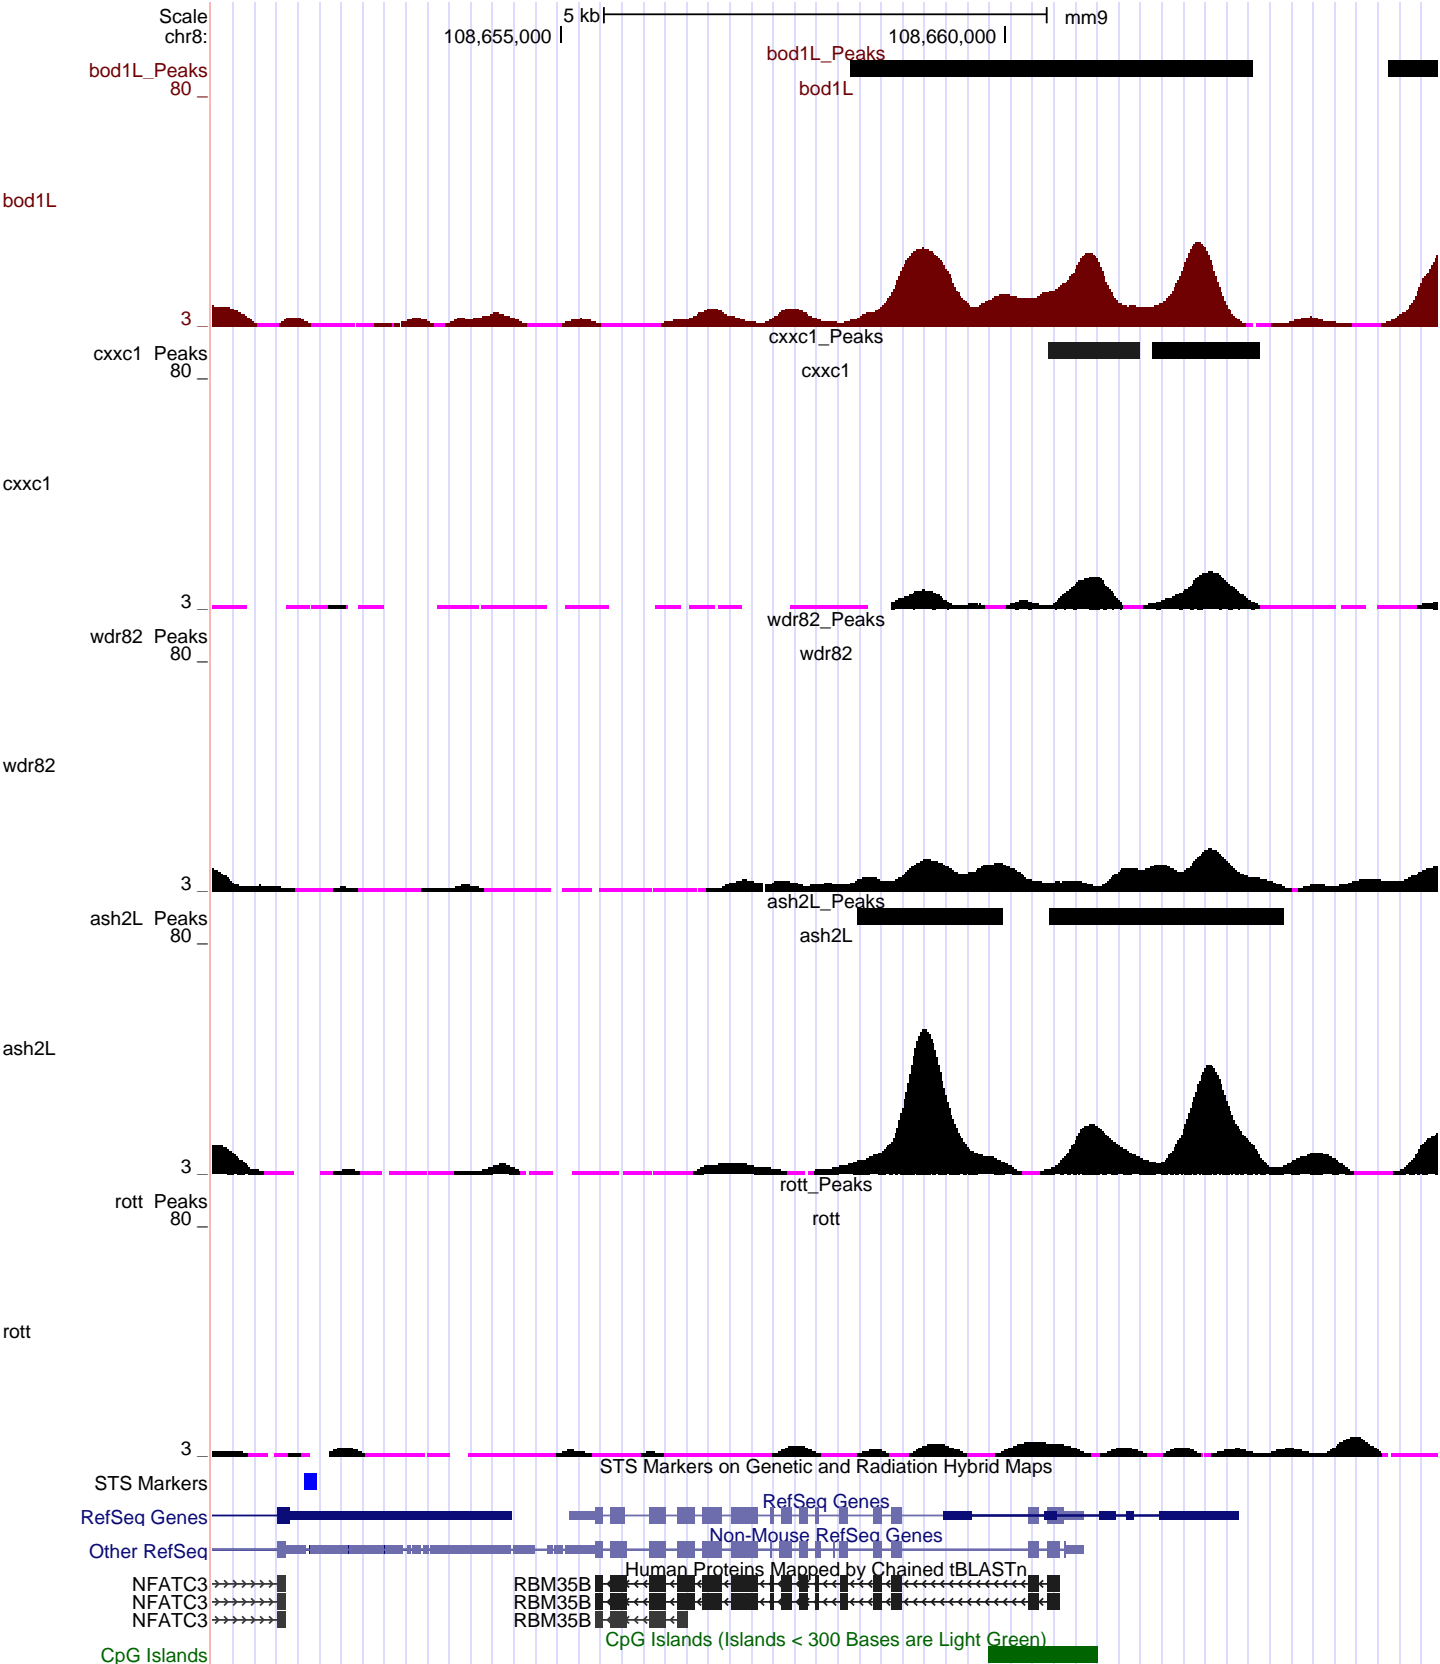 Scale 5 kb mm9
chr8: 108,655,000 108,660,000
bod1L_Peaks
bod1L_Peaks
80 _ bod1L
bod1L
3 _
cxxc1_Peaks
cxxc1 Peaks
80 _ cxxc1
cxxc1
3 _
wdr82_Peaks
wdr82 Peaks
80 _ wdr82
wdr82
3 _
ash2L_Peaks
ash2L Peaks
80 _ ash2L
ash2L
3 _
rott_Peaks
rott Peaks
80 _ rott
rott
3 _
STS Markers on Genetic and Radiation Hybrid Maps
STS Markers
RefSeq Genes
RefSeq Genes
Non-Mouse RefSeq Genes
Other RefSeq
Human Proteins Mapped by Chained tBLASTn
NFATC3 RBM35B
NFATC3 RBM35B
NFATC3 RBM35B
CpG Islands (Islands < 300 Bases are Light Green)
CpG Islands